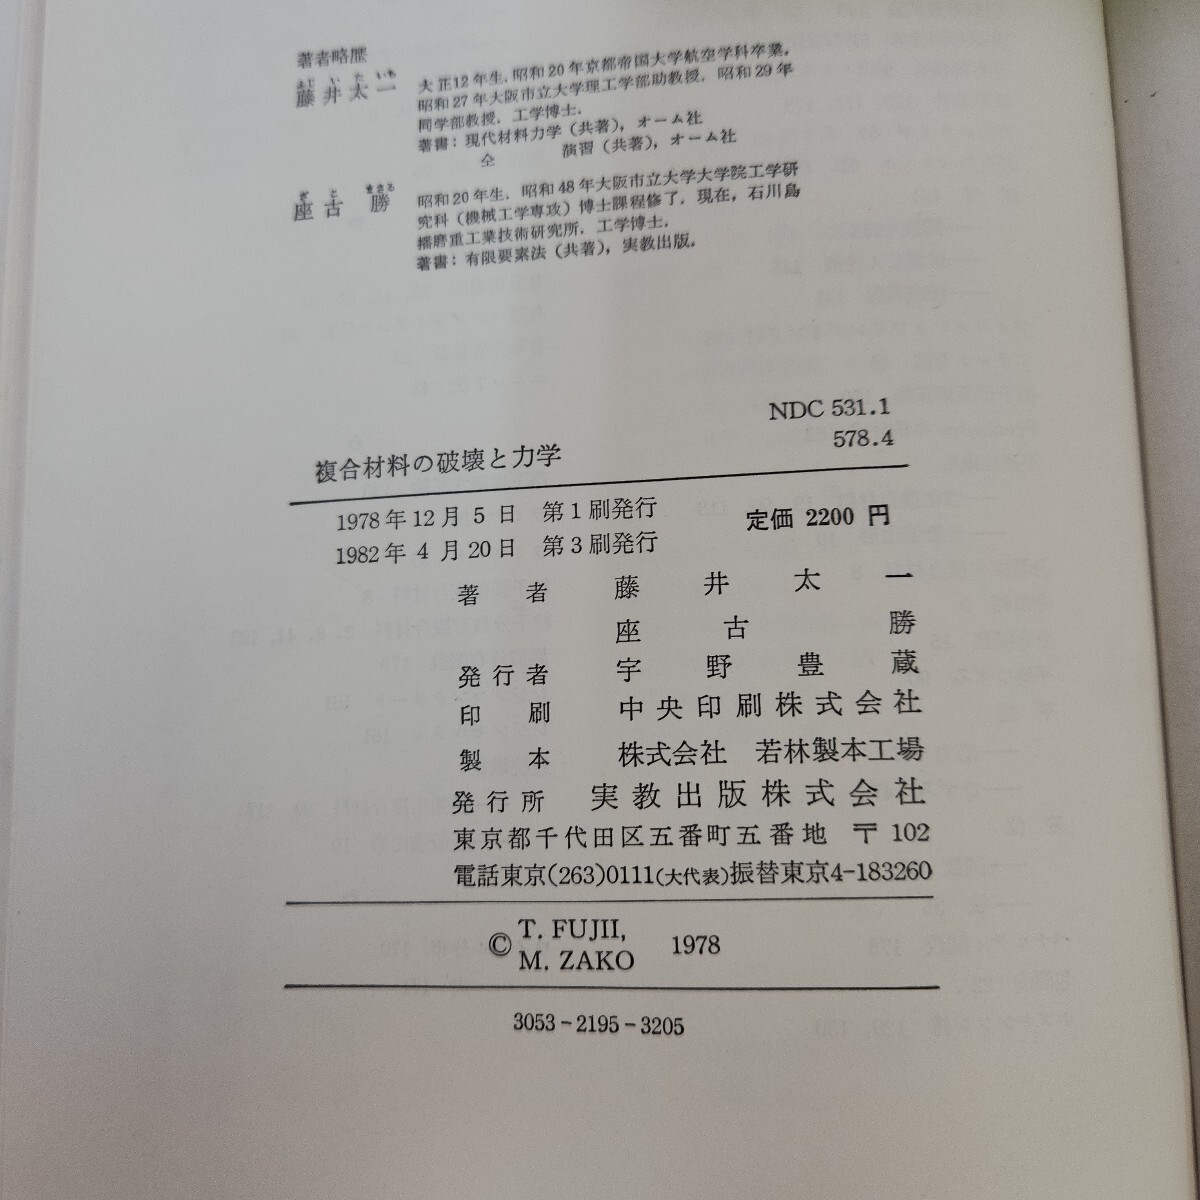 著者略歴
ふじ い た いち
藤井太一
大正12年生．昭和20年京都帝国大学航空学科卒業．
昭和27年大阪市立大学理工学部助教授．昭和29年
同学部教授．工学博士．
著書：現代材料力学（共著），オーム社
仝 演習（共著），オーム社
ざ こ まさる
座古 勝
昭和20年生．昭和48年大阪市立大学大学院工学研
究科（機械工学専攻）博士課程修了．現在，石川島
播磨重工業技術研究所．工学博士．
著書：有限要素法（共著），実教出版．
NDC 531.1
578.4
複合材料の破壊と力学
1978年12月5日 第1刷発行
1982年4月20日 第3刷発行
定価 2200 円
著者 藤井太一
座古勝
発行者 宇野豊蔵
印刷 中央印刷株式会社
製本 株式会社 若林製本工場
発行所 実教出版株式会社
東京都千代田区五番町五番地 〒102
電話東京(263)0111(大代表)振替東京4-183260
© T. FUJII, M. ZAKO 1978
3053-2195-3205